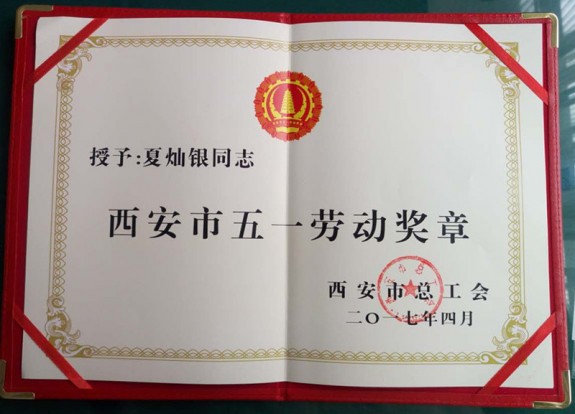 授予:夏灿银同志
西安市五一劳动奖章
西安市总工会
二〇一七年四月